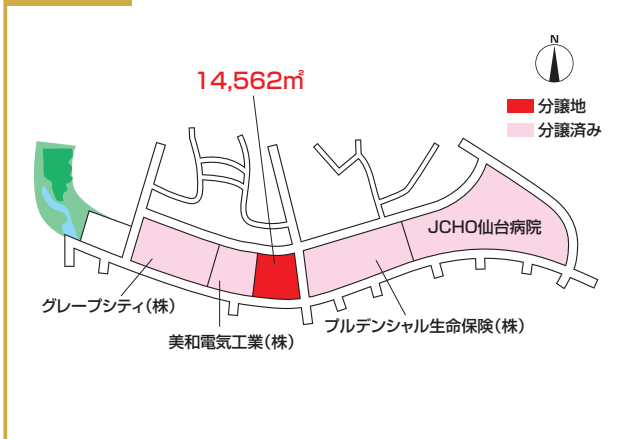 N
14,562㎡
分譲地
分譲済み
JCHO仙台病院
グレープシティ(株)
プルデンシャル生命保険(株)
美和電気工業(株)